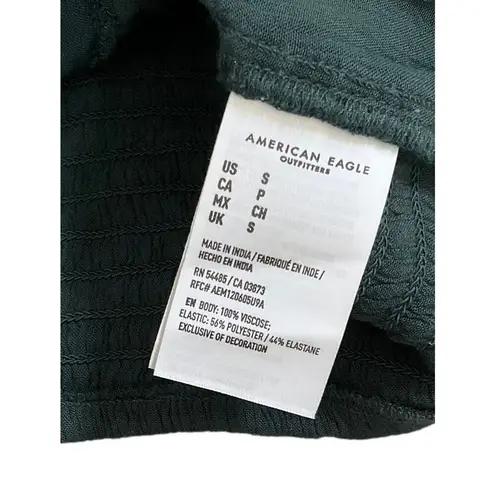 AMERICAN EAGLE
OUTFITTERS
US S
CA P
MX CH
UK S
MADE IN INDIA / FABRIQUÉ EN INDE /
HECHO EN INDIA
RN 54485 / CA 03873
RFC# AEM120605U9A
EN BODY: 100% VISCOSE;
ELASTIC: 56% POLYESTER / 44% ELASTANE
EXCLUSIVE OF DECORATION